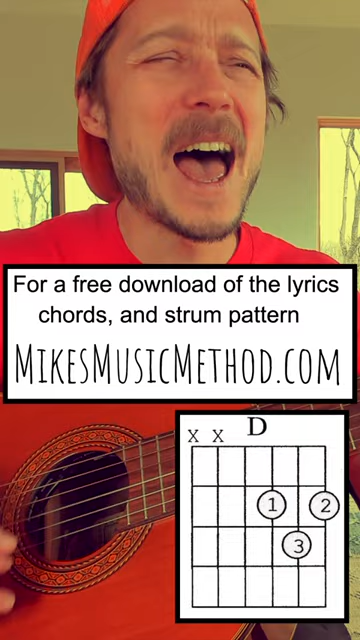 For a free download of the lyrics
chords, and strum pattern
MIKESMUSICMETHOD.COM
X X D
1 2
3